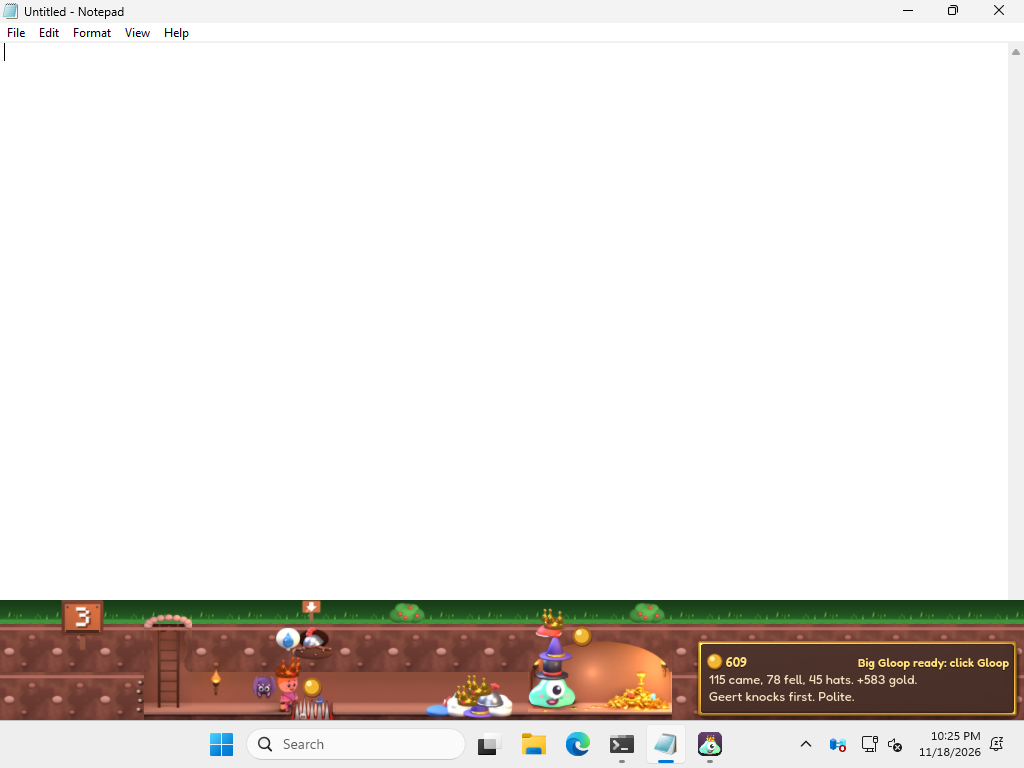 Untitled - Notepad
File Edit Format View Help
3
609 Big Gloop ready: click Gloop
115 came, 78 fell, 45 hats. +583 gold.
Geert knocks first. Polite.
Search
10:25 PM
11/18/2026